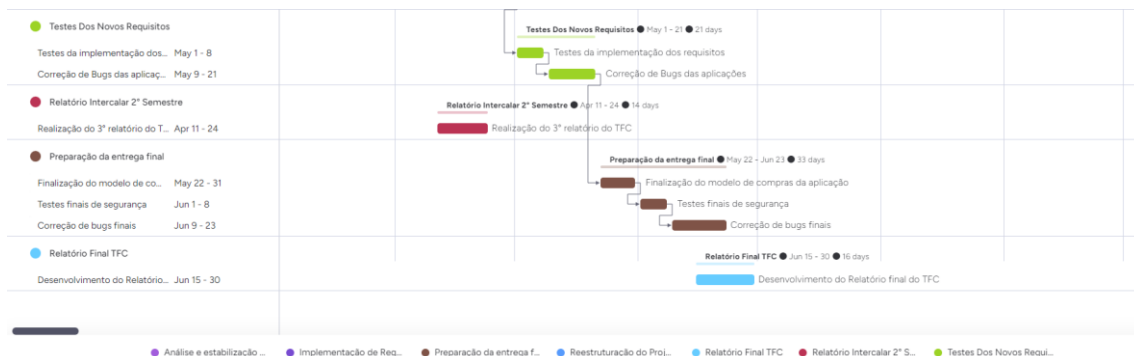 Testes Dos Novos Requisitos
Testes Dos Novos Requisitos ● May 1 - 21 ● 21 days
Testes da implementação dos... May 1 - 8
Testes da implementação dos requisitos
Correção de Bugs das aplicaç... May 9 - 21
Correção de Bugs das aplicações
Relatório Intercalar 2° Semestre
Relatório Intercalar 2° Semestre ● Apr 11 - 24 ● 14 days
Realização do 3° relatório do T... Apr 11 - 24
Realização do 3° relatório do TFC
Preparação da entrega final
Preparação da entrega final ● May 22 - Jun 23 ● 33 days
Finalização do modelo de co... May 22 - 31
Finalização do modelo de compras da aplicação
Testes finais de segurança Jun 1 - 8
Testes finais de segurança
Correção de bugs finais Jun 9 - 23
Correção de bugs finais
Relatório Final TFC
Relatório Final TFC ● Jun 15 - 30 ● 16 days
Desenvolvimento do Relatório... Jun 15 - 30
Desenvolvimento do Relatório final do TFC
Análise e estabilização ... Implementação de Req... Preparação da entrega f... Reestruturação do Proj... Relatório Final TFC Relatório Intercalar 2° S... Testes Dos Novos Requi...